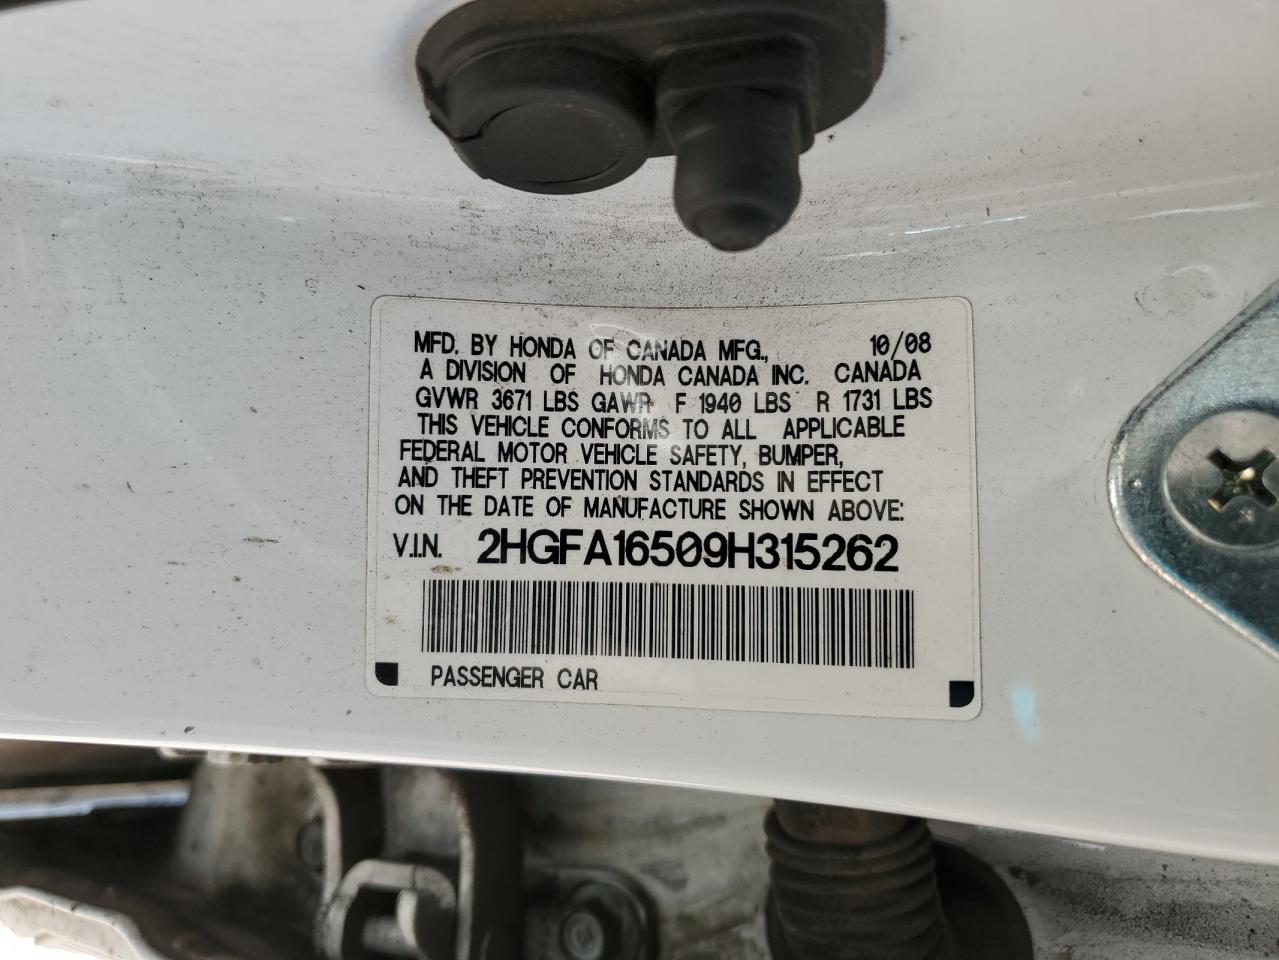 MFD. BY HONDA OF CANADA MFG., 10/08
A DIVISION OF HONDA CANADA INC. CANADA
GVWR 3671 LBS GAWR F 1940 LBS R 1731 LBS
THIS VEHICLE CONFORMS TO ALL APPLICABLE
FEDERAL MOTOR VEHICLE SAFETY, BUMPER,
AND THEFT PREVENTION STANDARDS IN EFFECT
ON THE DATE OF MANUFACTURE SHOWN ABOVE:
V.I.N. 2HGFA16509H315262
PASSENGER CAR